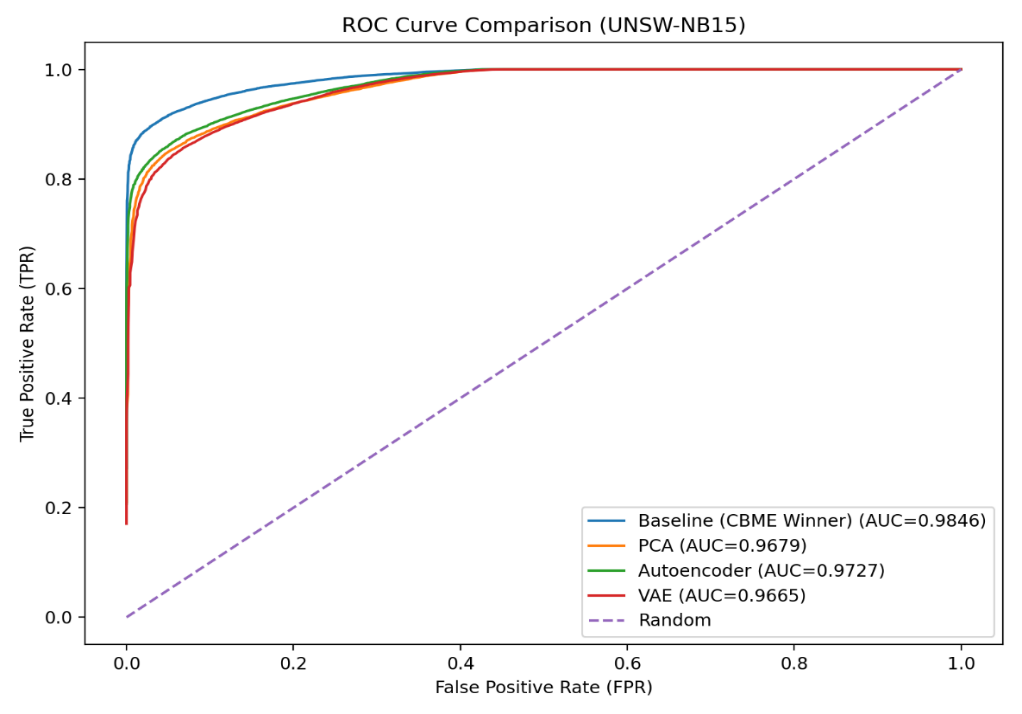 ROC Curve Comparison (UNSW-NB15)
True Positive Rate (TPR)
1.0
0.8
0.6
0.4
0.2
0.0
0.0 0.2 0.4 0.6 0.8 1.0
False Positive Rate (FPR)
Baseline (CBME Winner) (AUC=0.9846)
PCA (AUC=0.9679)
Autoencoder (AUC=0.9727)
VAE (AUC=0.9665)
Random